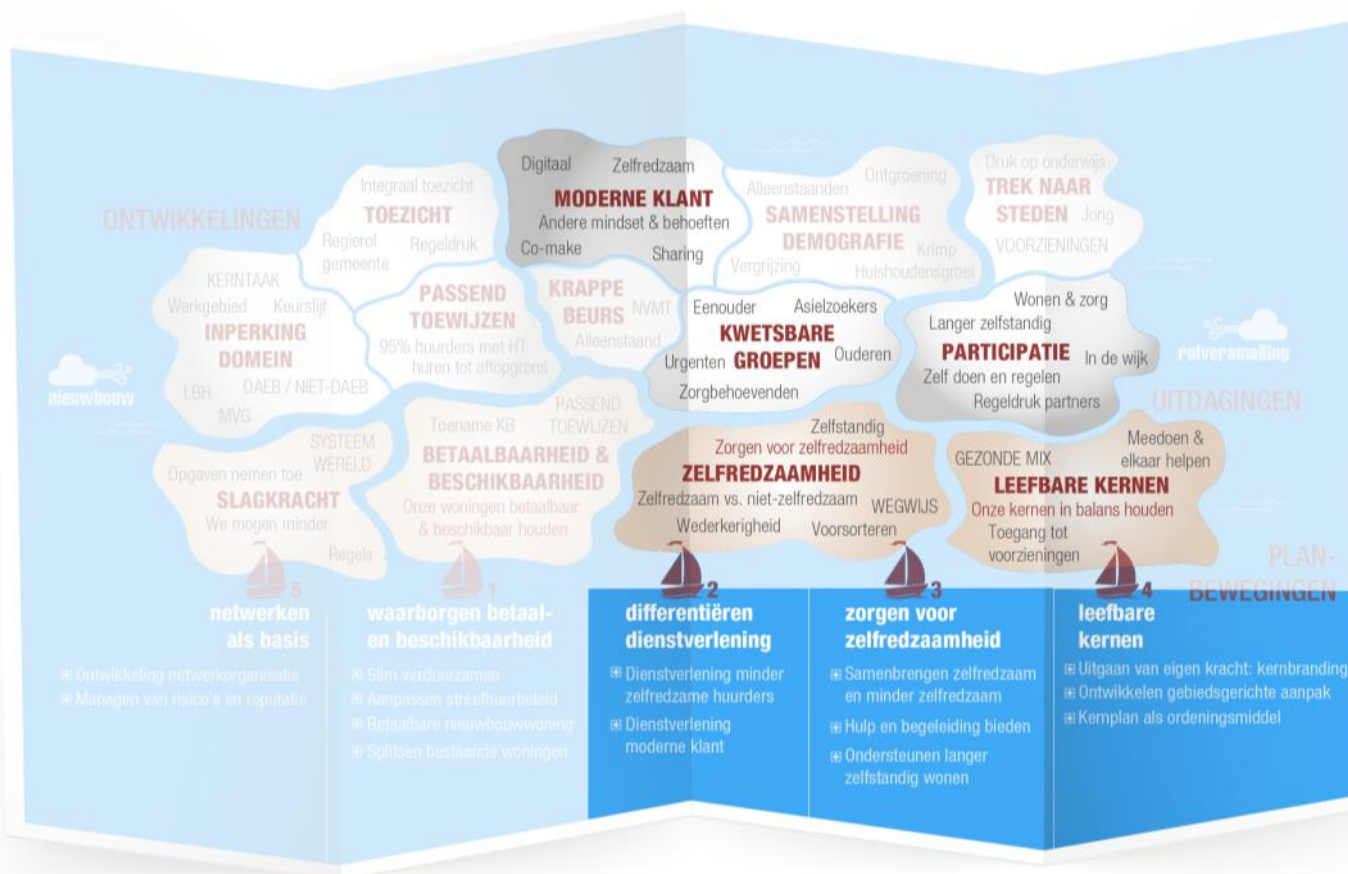 ONTWIKKELINGEN
Integraal toezicht
TOEZICHT
Regierol
gemeente
Regeldruk
Digitaal
Zelfredzaam
MODERNE KLANT
Andere mindset & behoeften
Co-make
Sharing
Alleenstaanden
Ontgroening
SAMENSTELLING
DEMOGRAFIE
Krimp
Vergrijzing
Huishoudensgroei
Druk op onderwijs
TREK NAAR
STEDEN
Jong
VOORZIENINGEN
KERNTAAK
Werkgebied
Keurslijf
INPERKING
DOMEIN
LBH
DAEB / NIET-DAEB
MVG
nieuwbouw
PASSEND
TOEWIJZEN
95% huurders met HT
huren tot aftopgrens
KRAPPE
BEURS
NVMT
Alleenstaand
Eenouder
Asielzoekers
KWETSBARE
Urgenten GROEPEN Ouderen
Zorgbehoevenden
Wonen & zorg
Langer zelfstandig
PARTICIPATIE
In de wijk
Zelf doen en regelen
Regeldruk partners
rolversmalling
UITDAGINGEN
SYSTEEM
WERELD
Opgaven nemen toe
SLAGKRACHT
We mogen minder
Regels
PASSEND
TOEWIJZEN
Toename KB
BETAALBAARHEID &
BESCHIKBAARHEID
Onze woningen betaalbaar
& beschikbaar houden
Zelfstandig
Zorgen voor zelfredzaamheid
ZELFREDZAAMHEID
Zelfredzaam vs. niet-zelfredzaam
WEGWIJS
Wederkerigheid
Voorsorteren
Meedoen &
elkaar helpen
GEZONDE MIX
LEEFBARE KERNEN
Onze kernen in balans houden
Toegang tot
voorzieningen
PLAN-
BEWEGINGEN
5
netwerken
als basis
Ontwikkeling netwerkorganisatie
Managen van risico's en reputatie
1
waarborgen betaal-
en beschikbaarheid
Slim verduurzamen
Aanpassen streefhuurbeleid
Betaalbare nieuwbouwwoning
Splitsen bestaande woningen
2
differentiëren
dienstverlening
Dienstverlening minder
zelfredzame huurders
Dienstverlening
moderne klant
3
zorgen voor
zelfredzaamheid
Samenbrengen zelfredzaam
en minder zelfredzaam
Hulp en begeleiding bieden
Ondersteunen langer
zelfstandig wonen
4
leefbare
kernen
Uitgaan van eigen kracht: kernbranding
Ontwikkelen gebiedsgerichte aanpak
Kernplan als ordeningsmiddel